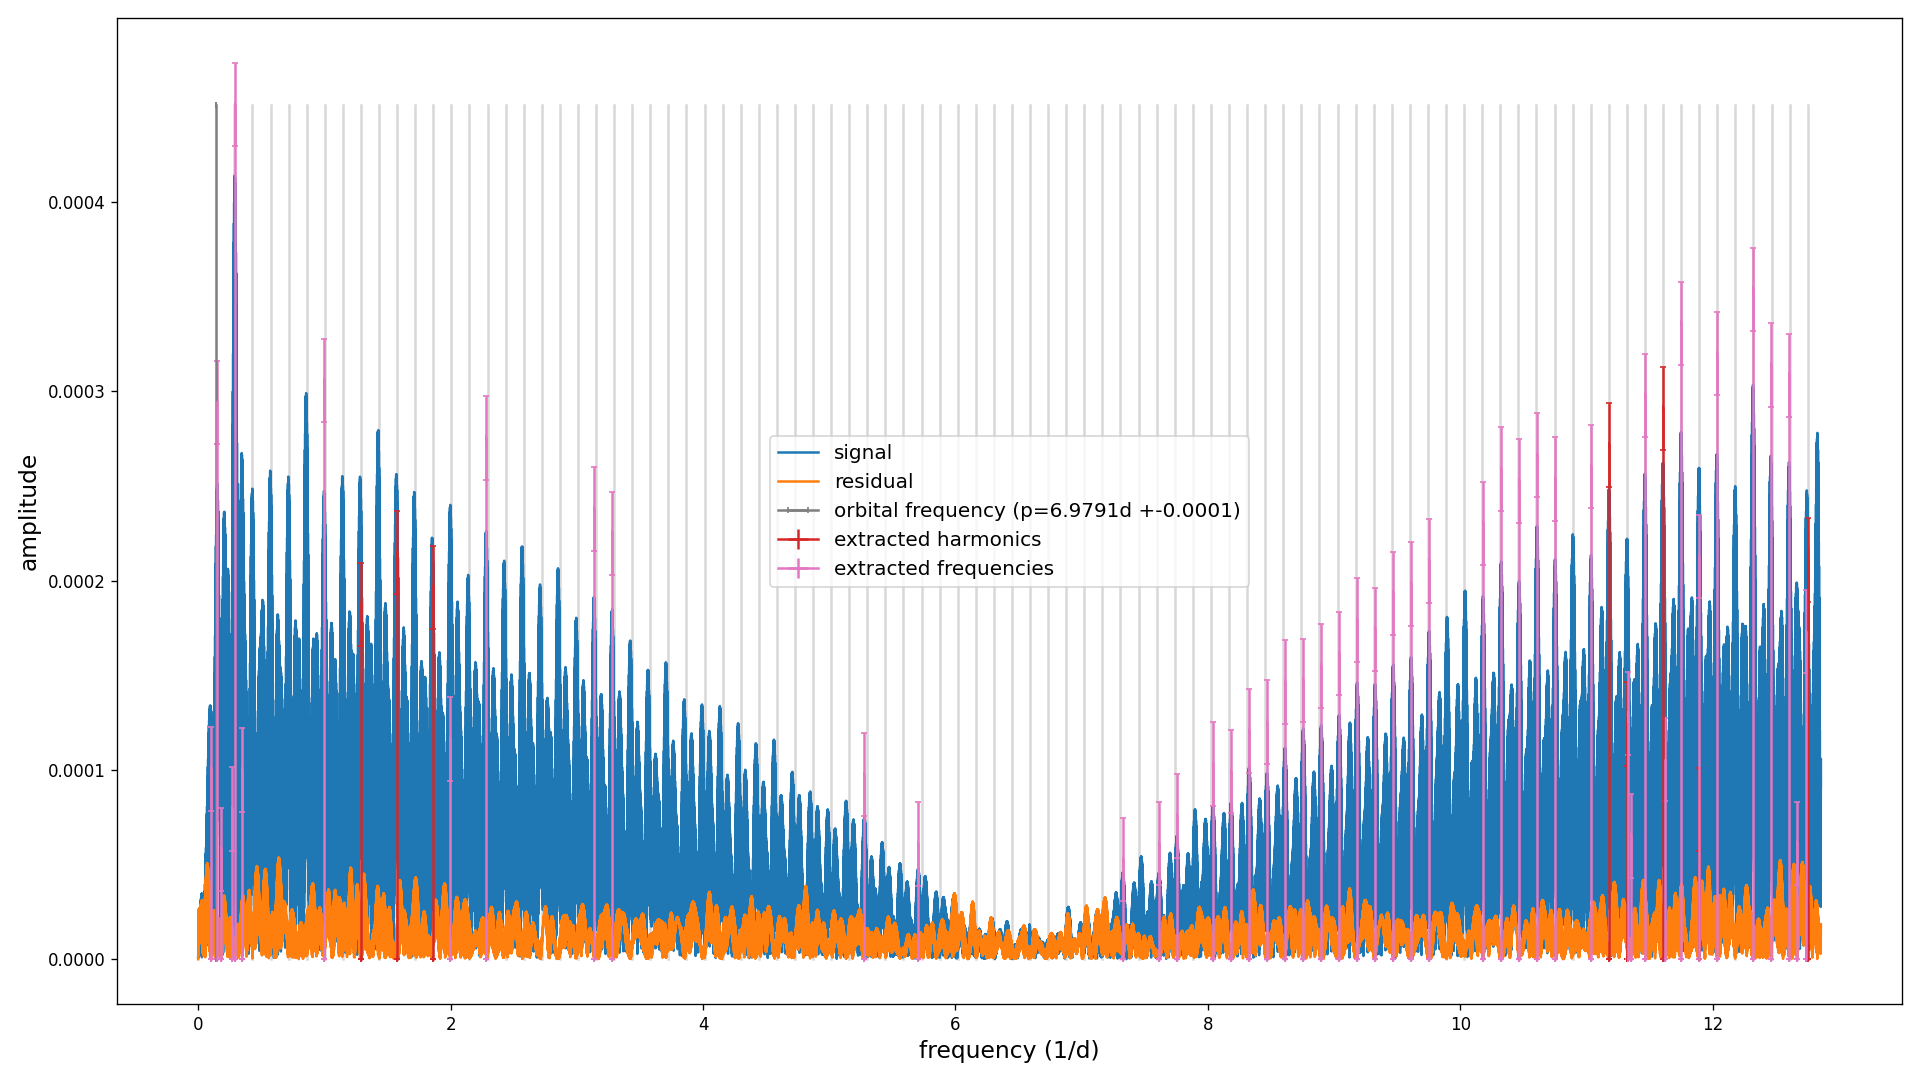 0.0004
0.0003
0.0002
0.0001
0.0000
amplitude
signal
residual
orbital frequency (p=6.9791d +-0.0001)
extracted harmonics
extracted frequencies
0 2 4 6 8 10 12
frequency (1/d)